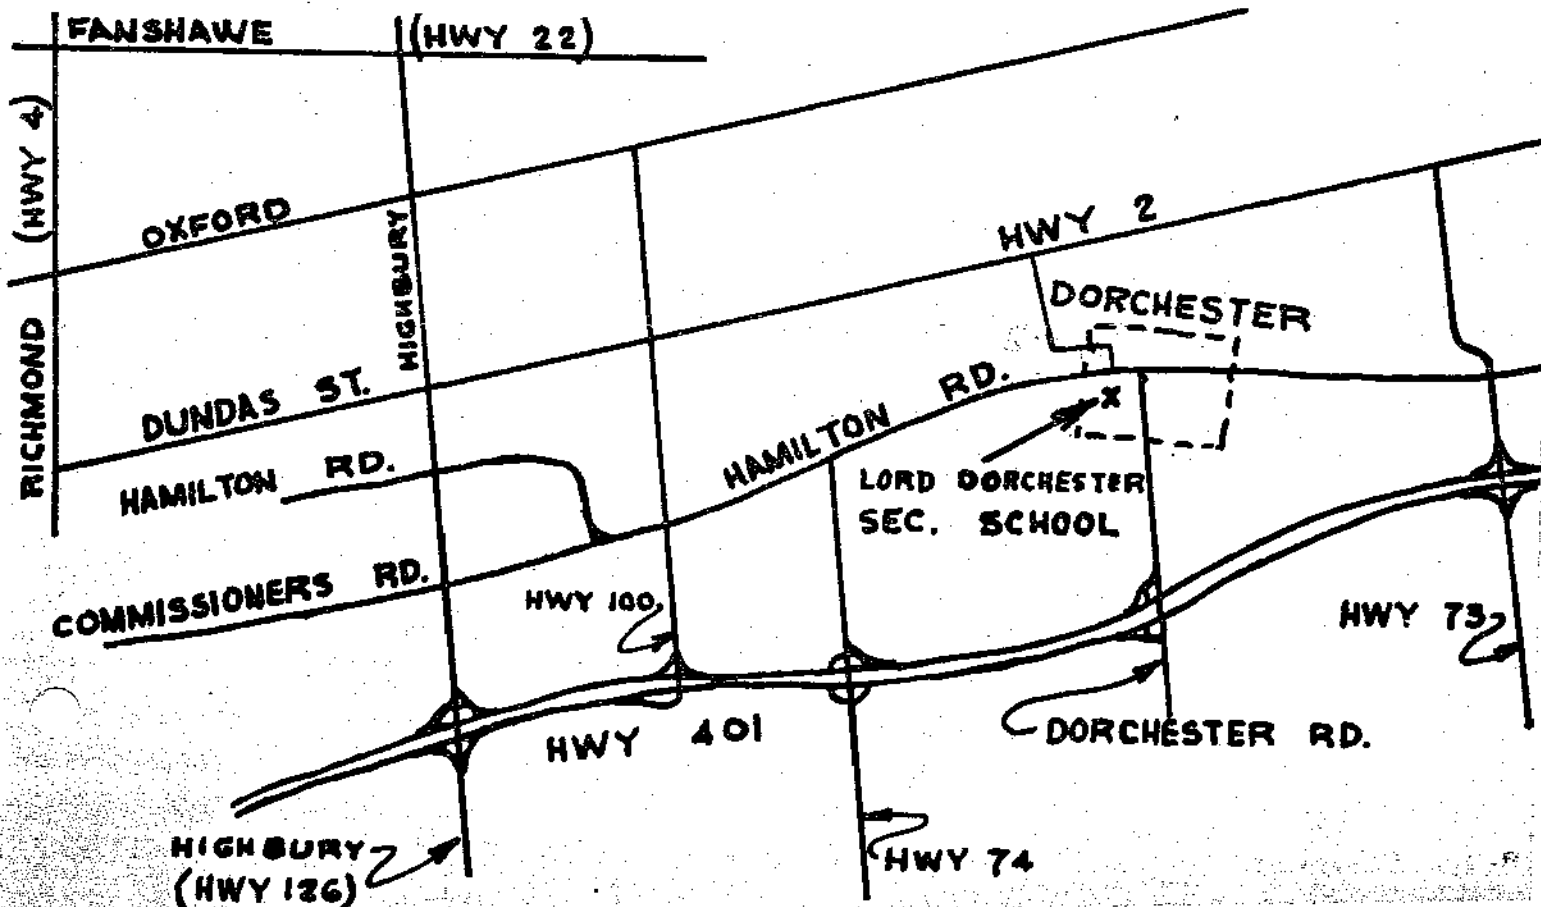 FANSHAWE
(HWY 22)
(HWY 4)
OXFORD
HIGHBURY
HWY 2
DORCHESTER
RICHMOND
DUNDAS ST.
HAMILTON RD.
HAMILTON RD.
LORD DORCHESTER
SEC. SCHOOL
COMMISSIONERS RD.
HWY 100
HWY 73
HWY 401
DORCHESTER RD.
HIGHBURY
(HWY 126)
HWY 74
X